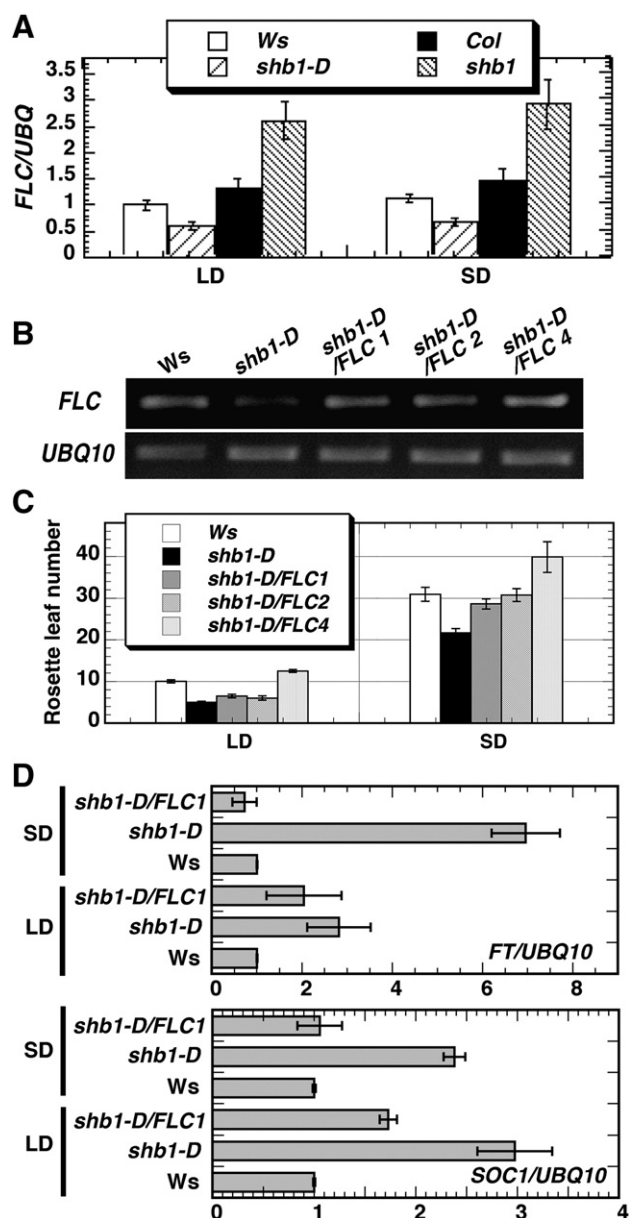 A
Ws
Col
shb1-D
shb1
FLC/UBQ
3.5
3
2.5
2
1.5
1
0.5
0
LD
SD
B
Ws
shb1-D
shb1-D
/FLC 1
shb1-D
/FLC 2
shb1-D
/FLC 4
FLC
UBQ10
C
Ws
shb1-D
shb1-D/FLC1
shb1-D/FLC2
shb1-D/FLC4
Rosette leaf number
40
30
20
10
0
LD
SD
D
SD
shb1-D/FLC1
shb1-D
Ws
LD
shb1-D/FLC1
shb1-D
Ws
FT/UBQ10
0 2 4 6 8
SD
shb1-D/FLC1
shb1-D
Ws
LD
shb1-D/FLC1
shb1-D
Ws
SOC1/UBQ10
0 1 2 3 4